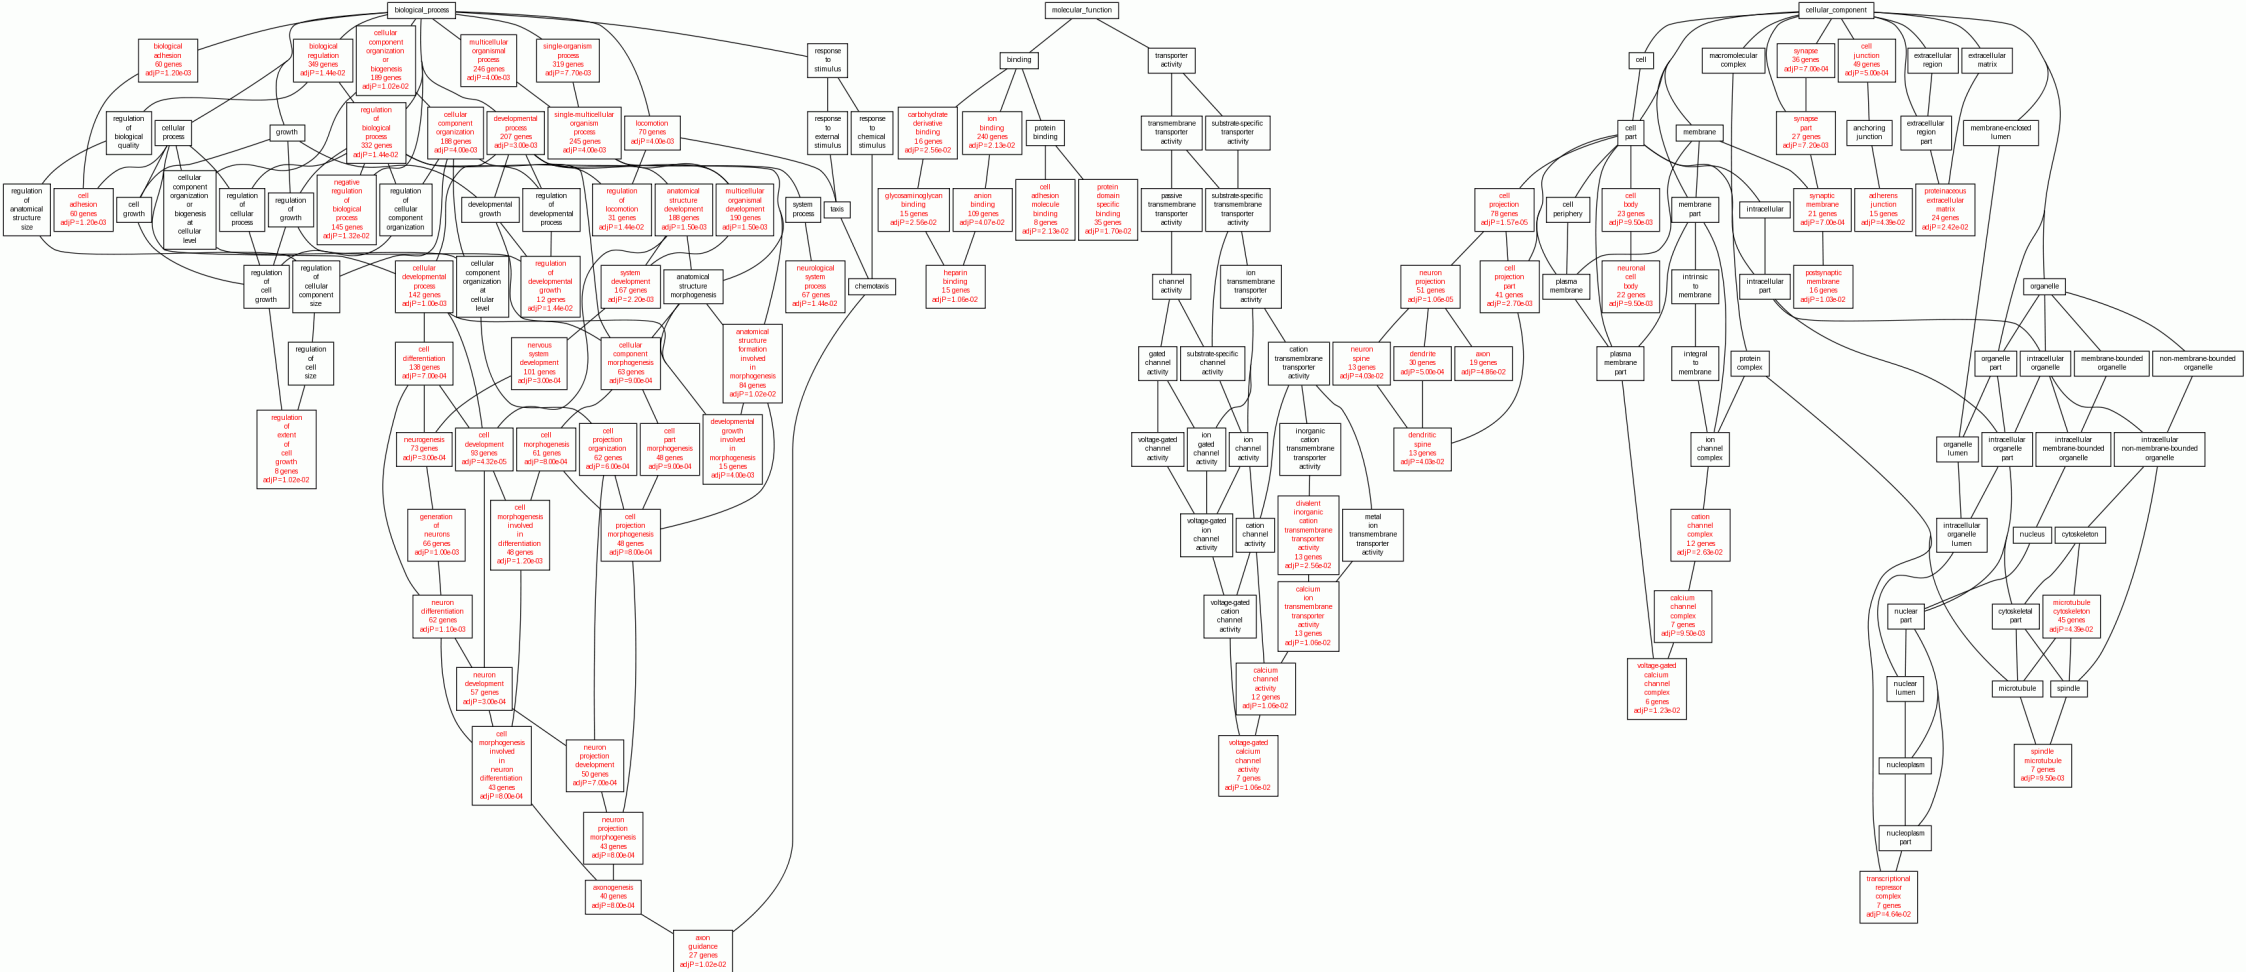 biological_process
biological
adhesion
60 genes
adjP=1.20e-03
biological
regulation
349 genes
adjP=1.44e-02
cellular
component
organization
or
biogenesis
189 genes
adjP=1.02e-02
multicellular
organismal
process
246 genes
adjP=4.00e-03
single-organism
process
319 genes
adjP=7.70e-03
response
to
stimulus
regulation
of
biological
quality
cellular
process
growth
regulation
of
biological
process
332 genes
adjP=1.44e-02
cellular
component
organization
188 genes
adjP=4.00e-03
developmental
process
207 genes
adjP=3.00e-03
single-multicellular
organism
process
245 genes
adjP=4.00e-03
locomotion
70 genes
adjP=4.00e-03
response
to
external
stimulus
response
to
chemical
stimulus
regulation
of
anatomical
structure
size
cell
adhesion
60 genes
adjP=1.20e-03
cell
growth
cellular
component
organization
or
biogenesis
at
cellular
level
regulation
of
cellular
process
regulation
of
growth
negative
regulation
of
biological
process
145 genes
adjP=1.32e-02
regulation
of
cellular
component
organization
developmental
growth
regulation
of
developmental
process
regulation
of
locomotion
31 genes
adjP=1.44e-02
anatomical
structure
development
188 genes
adjP=1.50e-03
multicellular
organismal
development
190 genes
adjP=1.50e-03
system
process
taxis
regulation
of
cell
growth
regulation
of
cellular
component
size
cellular
developmental
process
142 genes
adjP=1.00e-03
cellular
component
organization
at
cellular
level
regulation
of
developmental
growth
12 genes
adjP=1.44e-02
system
development
167 genes
adjP=2.20e-03
anatomical
structure
morphogenesis
neurological
system
process
67 genes
adjP=1.44e-02
chemotaxis
regulation
of
cell
size
cell
differentiation
138 genes
adjP=7.00e-04
nervous
system
development
101 genes
adjP=3.00e-04
cellular
component
morphogenesis
63 genes
adjP=9.00e-04
anatomical
structure
formation
involved
in
morphogenesis
84 genes
adjP=1.02e-02
regulation
of
extent
of
cell
growth
8 genes
adjP=1.02e-02
neurogenesis
73 genes
adjP=3.00e-04
cell
development
93 genes
adjP=4.32e-05
cell
morphogenesis
61 genes
adjP=8.00e-04
cell
projection
organization
62 genes
adjP=6.00e-04
cell
part
morphogenesis
48 genes
adjP=9.00e-04
developmental
growth
involved
in
morphogenesis
15 genes
adjP=4.00e-03
generation
of
neurons
66 genes
adjP=1.00e-03
cell
morphogenesis
involved
in
differentiation
48 genes
adjP=1.20e-03
cell
projection
morphogenesis
48 genes
adjP=8.00e-04
neuron
differentiation
62 genes
adjP=1.10e-03
neuron
development
57 genes
adjP=3.00e-04
cell
morphogenesis
involved
in
neuron
differentiation
43 genes
adjP=8.00e-04
neuron
projection
development
50 genes
adjP=7.00e-04
neuron
projection
morphogenesis
43 genes
adjP=8.00e-04
axonogenesis
40 genes
adjP=8.00e-04
axon
guidance
27 genes
adjP=1.02e-02
molecular_function
binding
transporter
activity
carbohydrate
derivative
binding
16 genes
adjP=2.56e-02
ion
binding
240 genes
adjP=2.13e-02
protein
binding
transmembrane
transporter
activity
substrate-specific
transporter
activity
glycosaminoglycan
binding
15 genes
adjP=2.56e-02
anion
binding
109 genes
adjP=4.07e-02
cell
adhesion
molecule
binding
8 genes
adjP=2.13e-02
protein
domain
specific
binding
35 genes
adjP=1.70e-02
passive
transmembrane
transporter
activity
substrate-specific
transmembrane
transporter
activity
heparin
binding
15 genes
adjP=1.06e-02
channel
activity
ion
transmembrane
transporter
activity
gated
channel
activity
substrate-specific
channel
activity
cation
transmembrane
transporter
activity
voltage-gated
channel
activity
ion
gated
channel
activity
ion
channel
activity
inorganic
cation
transmembrane
transporter
activity
voltage-gated
ion
channel
activity
cation
channel
activity
divalent
inorganic
cation
transmembrane
transporter
activity
13 genes
adjP=2.56e-02
metal
ion
transmembrane
transporter
activity
voltage-gated
cation
channel
activity
calcium
ion
transmembrane
transporter
activity
13 genes
adjP=1.06e-02
calcium
channel
activity
12 genes
adjP=1.06e-02
voltage-gated
calcium
channel
activity
7 genes
adjP=1.06e-02
cellular_component
cell
macromolecular
complex
synapse
36 genes
adjP=7.00e-04
cell
junction
49 genes
adjP=5.00e-04
extracellular
region
extracellular
matrix
cell
part
membrane
synapse
part
27 genes
adjP=7.20e-03
anchoring
junction
extracellular
region
part
membrane-enclosed
lumen
cell
projection
78 genes
adjP=1.57e-05
cell
periphery
cell
body
23 genes
adjP=9.50e-03
membrane
part
intracellular
synaptic
membrane
21 genes
adjP=7.00e-04
adherens
junction
15 genes
adjP=4.39e-02
proteinaceous
extracellular
matrix
24 genes
adjP=2.42e-02
neuron
projection
51 genes
adjP=1.06e-05
cell
projection
part
41 genes
adjP=2.70e-03
plasma
membrane
neuronal
cell
body
22 genes
adjP=9.50e-03
intrinsic
to
membrane
intracellular
part
postsynaptic
membrane
16 genes
adjP=1.03e-02
organelle
neuron
spine
13 genes
adjP=4.03e-02
dendrite
30 genes
adjP=5.00e-04
axon
19 genes
adjP=4.86e-02
plasma
membrane
part
integral
to
membrane
protein
complex
organelle
part
intracellular
organelle
membrane-bounded
organelle
non-membrane-bounded
organelle
dendritic
spine
13 genes
adjP=4.03e-02
ion
channel
complex
organelle
lumen
intracellular
organelle
part
intracellular
membrane-bounded
organelle
intracellular
non-membrane-bounded
organelle
cation
channel
complex
12 genes
adjP=2.63e-02
intracellular
organelle
lumen
nucleus
cytoskeleton
calcium
channel
complex
7 genes
adjP=9.50e-03
nuclear
part
cytoskeletal
part
microtubule
cytoskeleton
45 genes
adjP=4.39e-02
voltage-gated
calcium
channel
complex
6 genes
adjP=1.23e-02
nuclear
lumen
microtubule
spindle
nucleoplasm
spindle
microtubule
7 genes
adjP=9.50e-03
nucleoplasm
part
transcriptional
repressor
complex
7 genes
adjP=4.64e-02